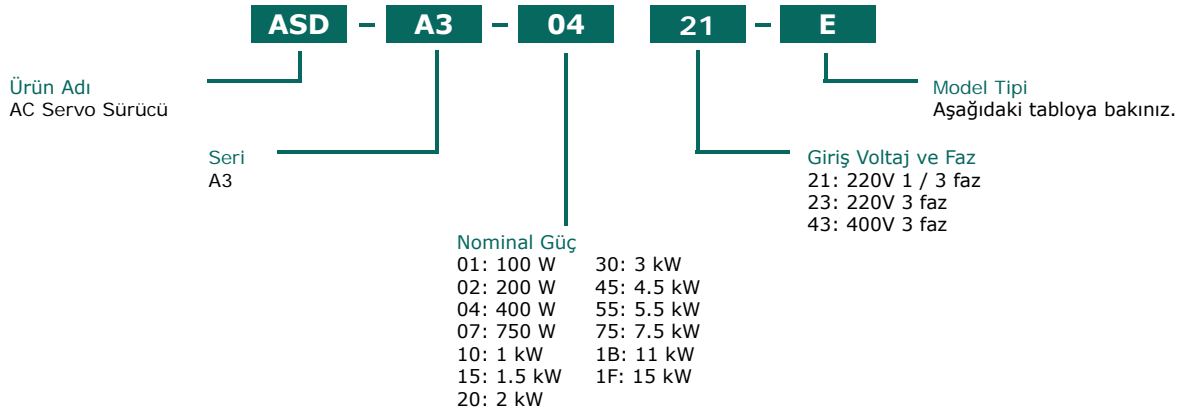 ASD - A3 - 04 21 - E
Ürün Adı
AC Servo Sürücü
Model Tipi
Aşağıdaki tabloya bakınız.
Seri
A3
Giriş Voltaj ve Faz
21: 220V 1 / 3 faz
23: 220V 3 faz
43: 400V 3 faz
Nominal Güç
01: 100 W 30: 3 kW
02: 200 W 45: 4.5 kW
04: 400 W 55: 5.5 kW
07: 750 W 75: 7.5 kW
10: 1 kW 1B: 11 kW
15: 1.5 kW 1F: 15 kW
20: 2 kW